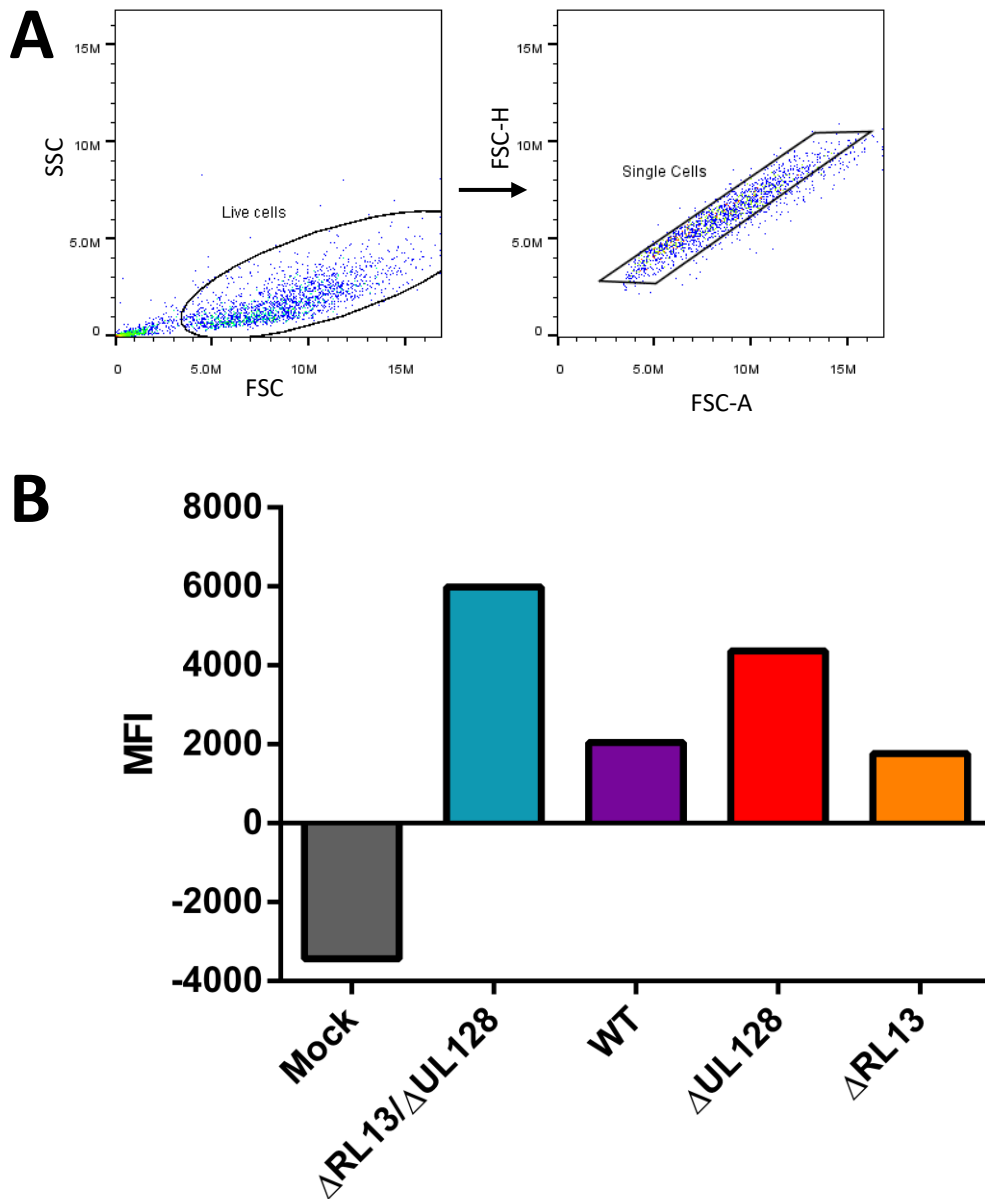 A
15M
10M
5.0M
0
SSC
Live cells
0 5.0M 10M 15M
FSC
15M
10M
5.0M
0
FSC-H
Single Cells
0 5.0M 10M 15M
FSC-A
B
8000
6000
4000
2000
0
-2000
-4000
MFI
Mock
ΔRL13/ΔUL128
WT
ΔUL128
ΔRL13